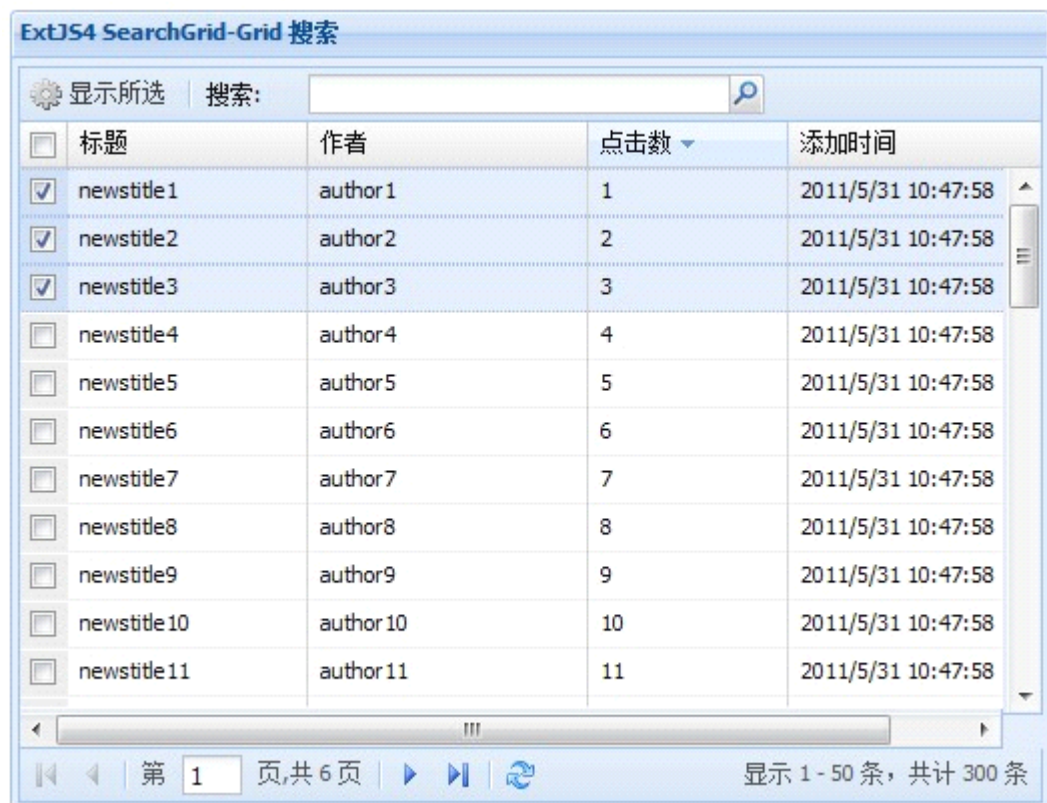 ExtJS4 SearchGrid-Grid 搜索
显示所选 搜索:
标题 作者 点击数 添加时间
newstitle1 author1 1 2011/5/31 10:47:58
newstitle2 author2 2 2011/5/31 10:47:58
newstitle3 author3 3 2011/5/31 10:47:58
newstitle4 author4 4 2011/5/31 10:47:58
newstitle5 author5 5 2011/5/31 10:47:58
newstitle6 author6 6 2011/5/31 10:47:58
newstitle7 author7 7 2011/5/31 10:47:58
newstitle8 author8 8 2011/5/31 10:47:58
newstitle9 author9 9 2011/5/31 10:47:58
newstitle10 author10 10 2011/5/31 10:47:58
newstitle11 author11 11 2011/5/31 10:47:58
第 1 页,共 6 页 显示 1 - 50 条，共计 300 条